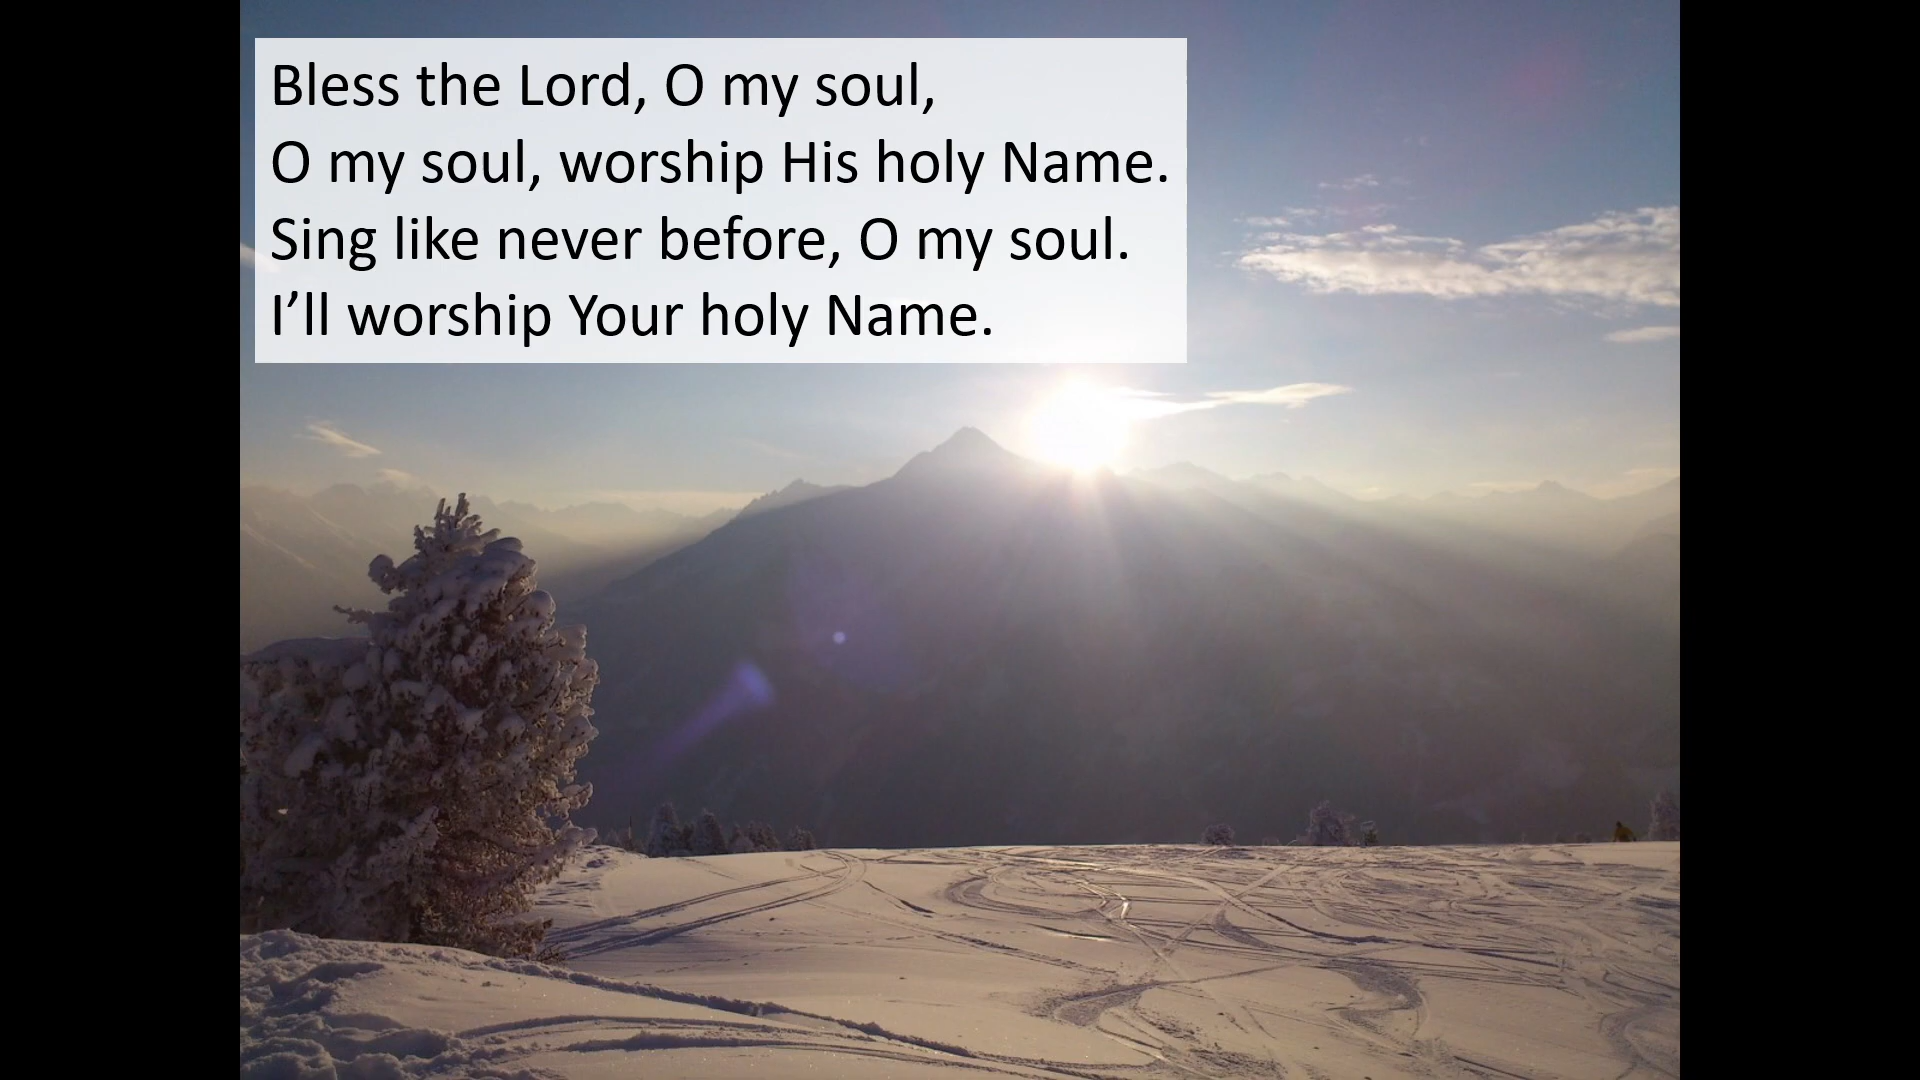 Bless the Lord, O my soul,
O my soul, worship His holy Name.
Sing like never before, O my soul.
I’ll worship Your holy Name.